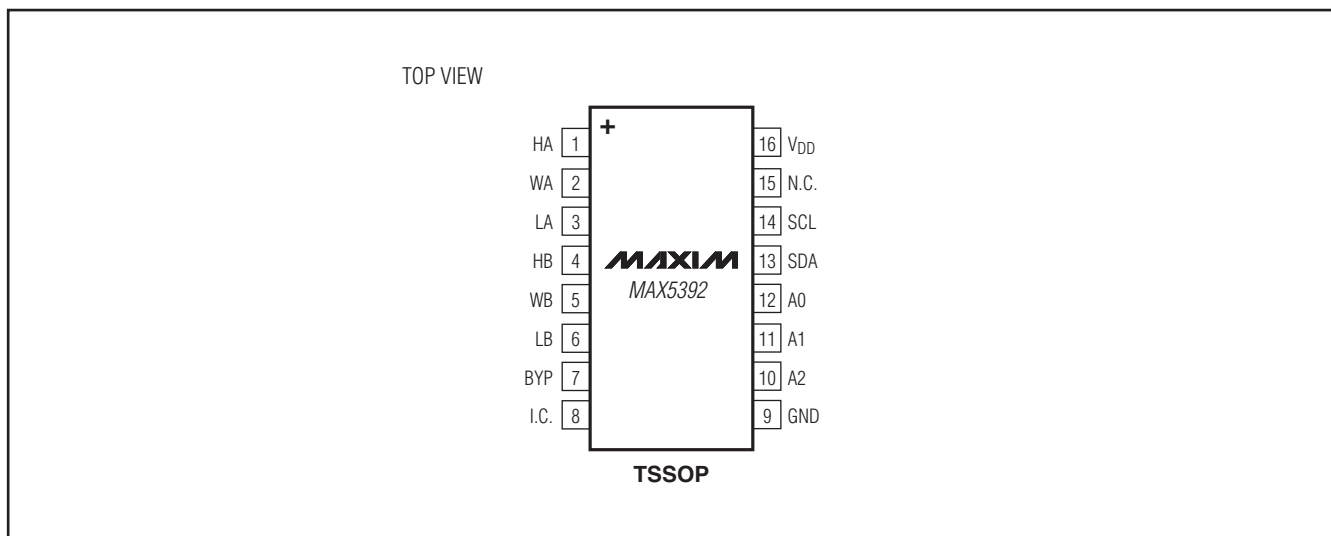 TOP VIEW
+
HA 1 16 VDD
WA 2 15 N.C.
LA 3 14 SCL
HB 4 MAXIM 13 SDA
MAX5392
WB 5 12 A0
LB 6 11 A1
BYP 7 10 A2
I.C. 8 9 GND
TSSOP